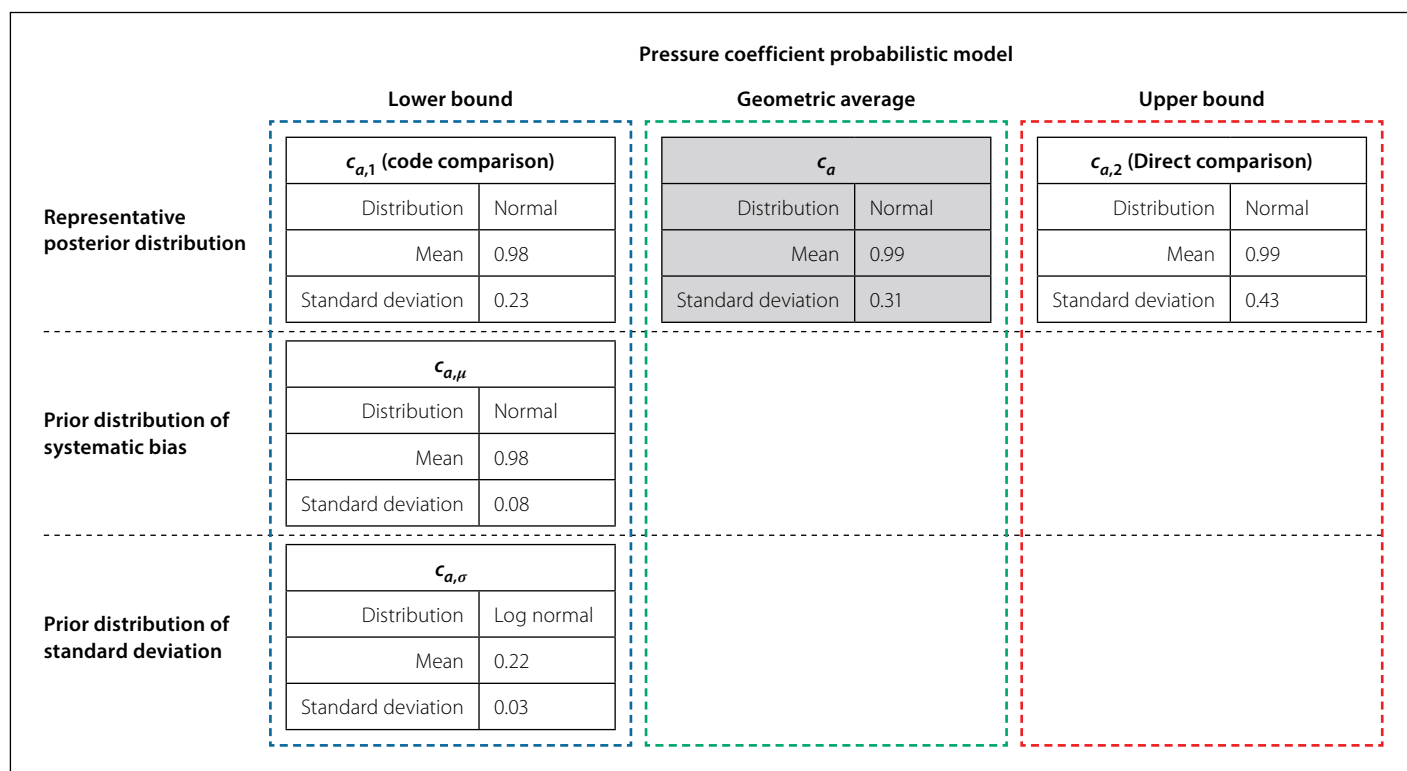 Pressure coefficient probabilistic model
Lower bound
Geometric average
Upper bound
Representative
posterior distribution
c_{a,1} (code comparison)
Distribution Normal
Mean 0.98
Standard deviation 0.23
c_a
Distribution Normal
Mean 0.99
Standard deviation 0.31
c_{a,2} (Direct comparison)
Distribution Normal
Mean 0.99
Standard deviation 0.43
Prior distribution of
systematic bias
c_{a,μ}
Distribution Normal
Mean 0.98
Standard deviation 0.08
Prior distribution of
standard deviation
c_{a,σ}
Distribution Log normal
Mean 0.22
Standard deviation 0.03